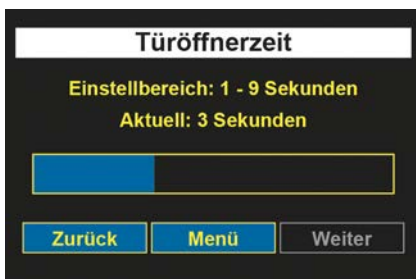 Türöffnerzeit
Einstellbereich: 1 - 9 Sekunden
Aktuell: 3 Sekunden
Zurück Menü Weiter